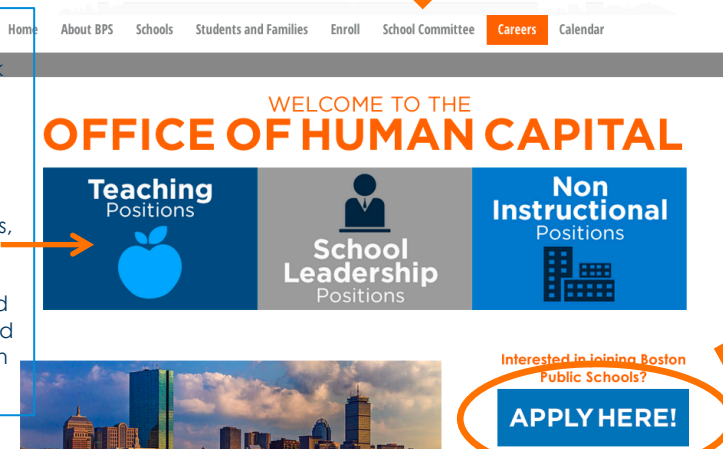 Home About BPS Schools Students and Families Enroll School Committee Careers Calendar
WELCOME TO THE
OFFICE OF HUMAN CAPITAL
Teaching
Positions
School
Leadership
Positions
Non
Instructional
Positions
Interested in joining Boston
Public Schools?
APPLY HERE!